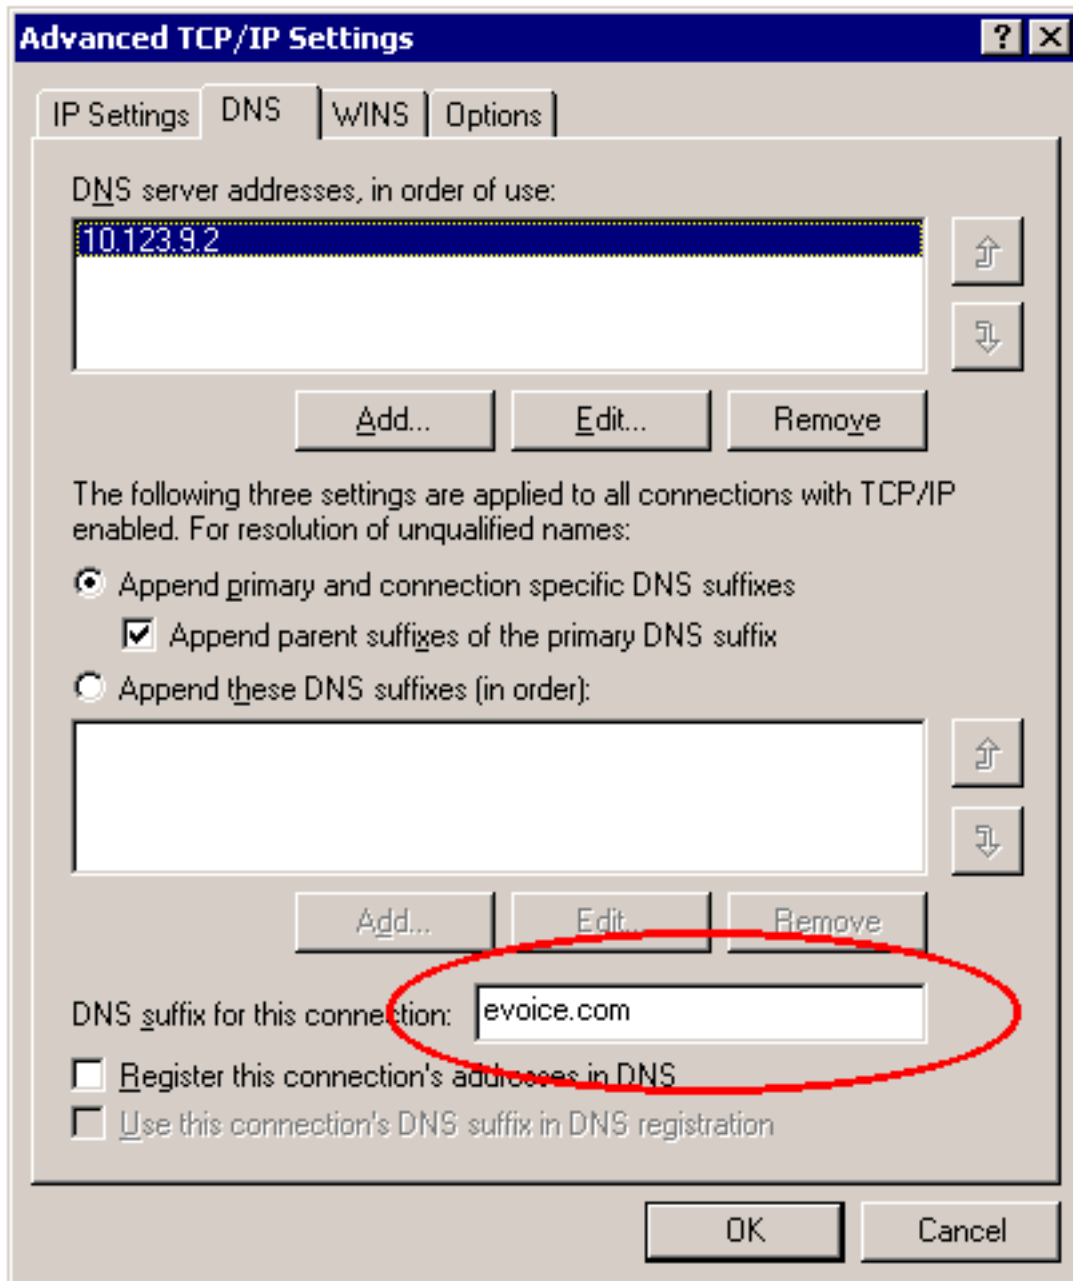 Advanced TCP/IP Settings
IP Settings DNS WINS Options
DNS server addresses, in order of use:
10.123.9.2
Add... Edit... Remove
The following three settings are applied to all connections with TCP/IP
enabled. For resolution of unqualified names:
Append primary and connection specific DNS suffixes
Append parent suffixes of the primary DNS suffix
Append these DNS suffixes (in order):
Add... Edit... Remove
DNS suffix for this connection: evoice.com
Register this connection's addresses in DNS
Use this connection's DNS suffix in DNS registration
OK Cancel